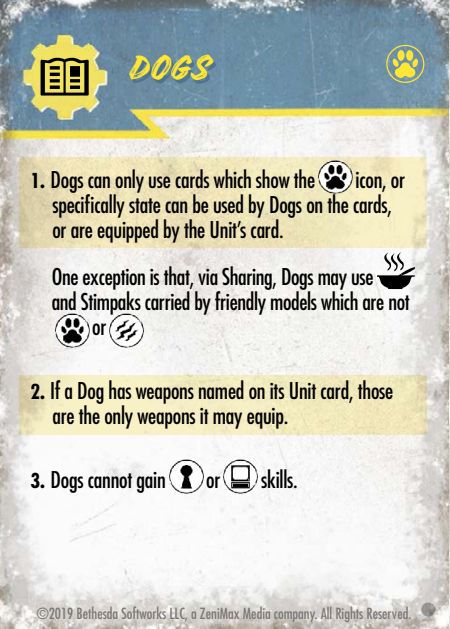 DOGS
1. Dogs can only use cards which show the icon, or
specifically state can be used by Dogs on the cards,
or are equipped by the Unit's card.
One exception is that, via Sharing, Dogs may use
and Stimpaks carried by friendly models which are not
or
2. If a Dog has weapons named on its Unit card, those
are the only weapons it may equip.
3. Dogs cannot gain or skills.
©2019 Bethesda Softworks LLC, a ZeniMax Media company. All Rights Reserved.